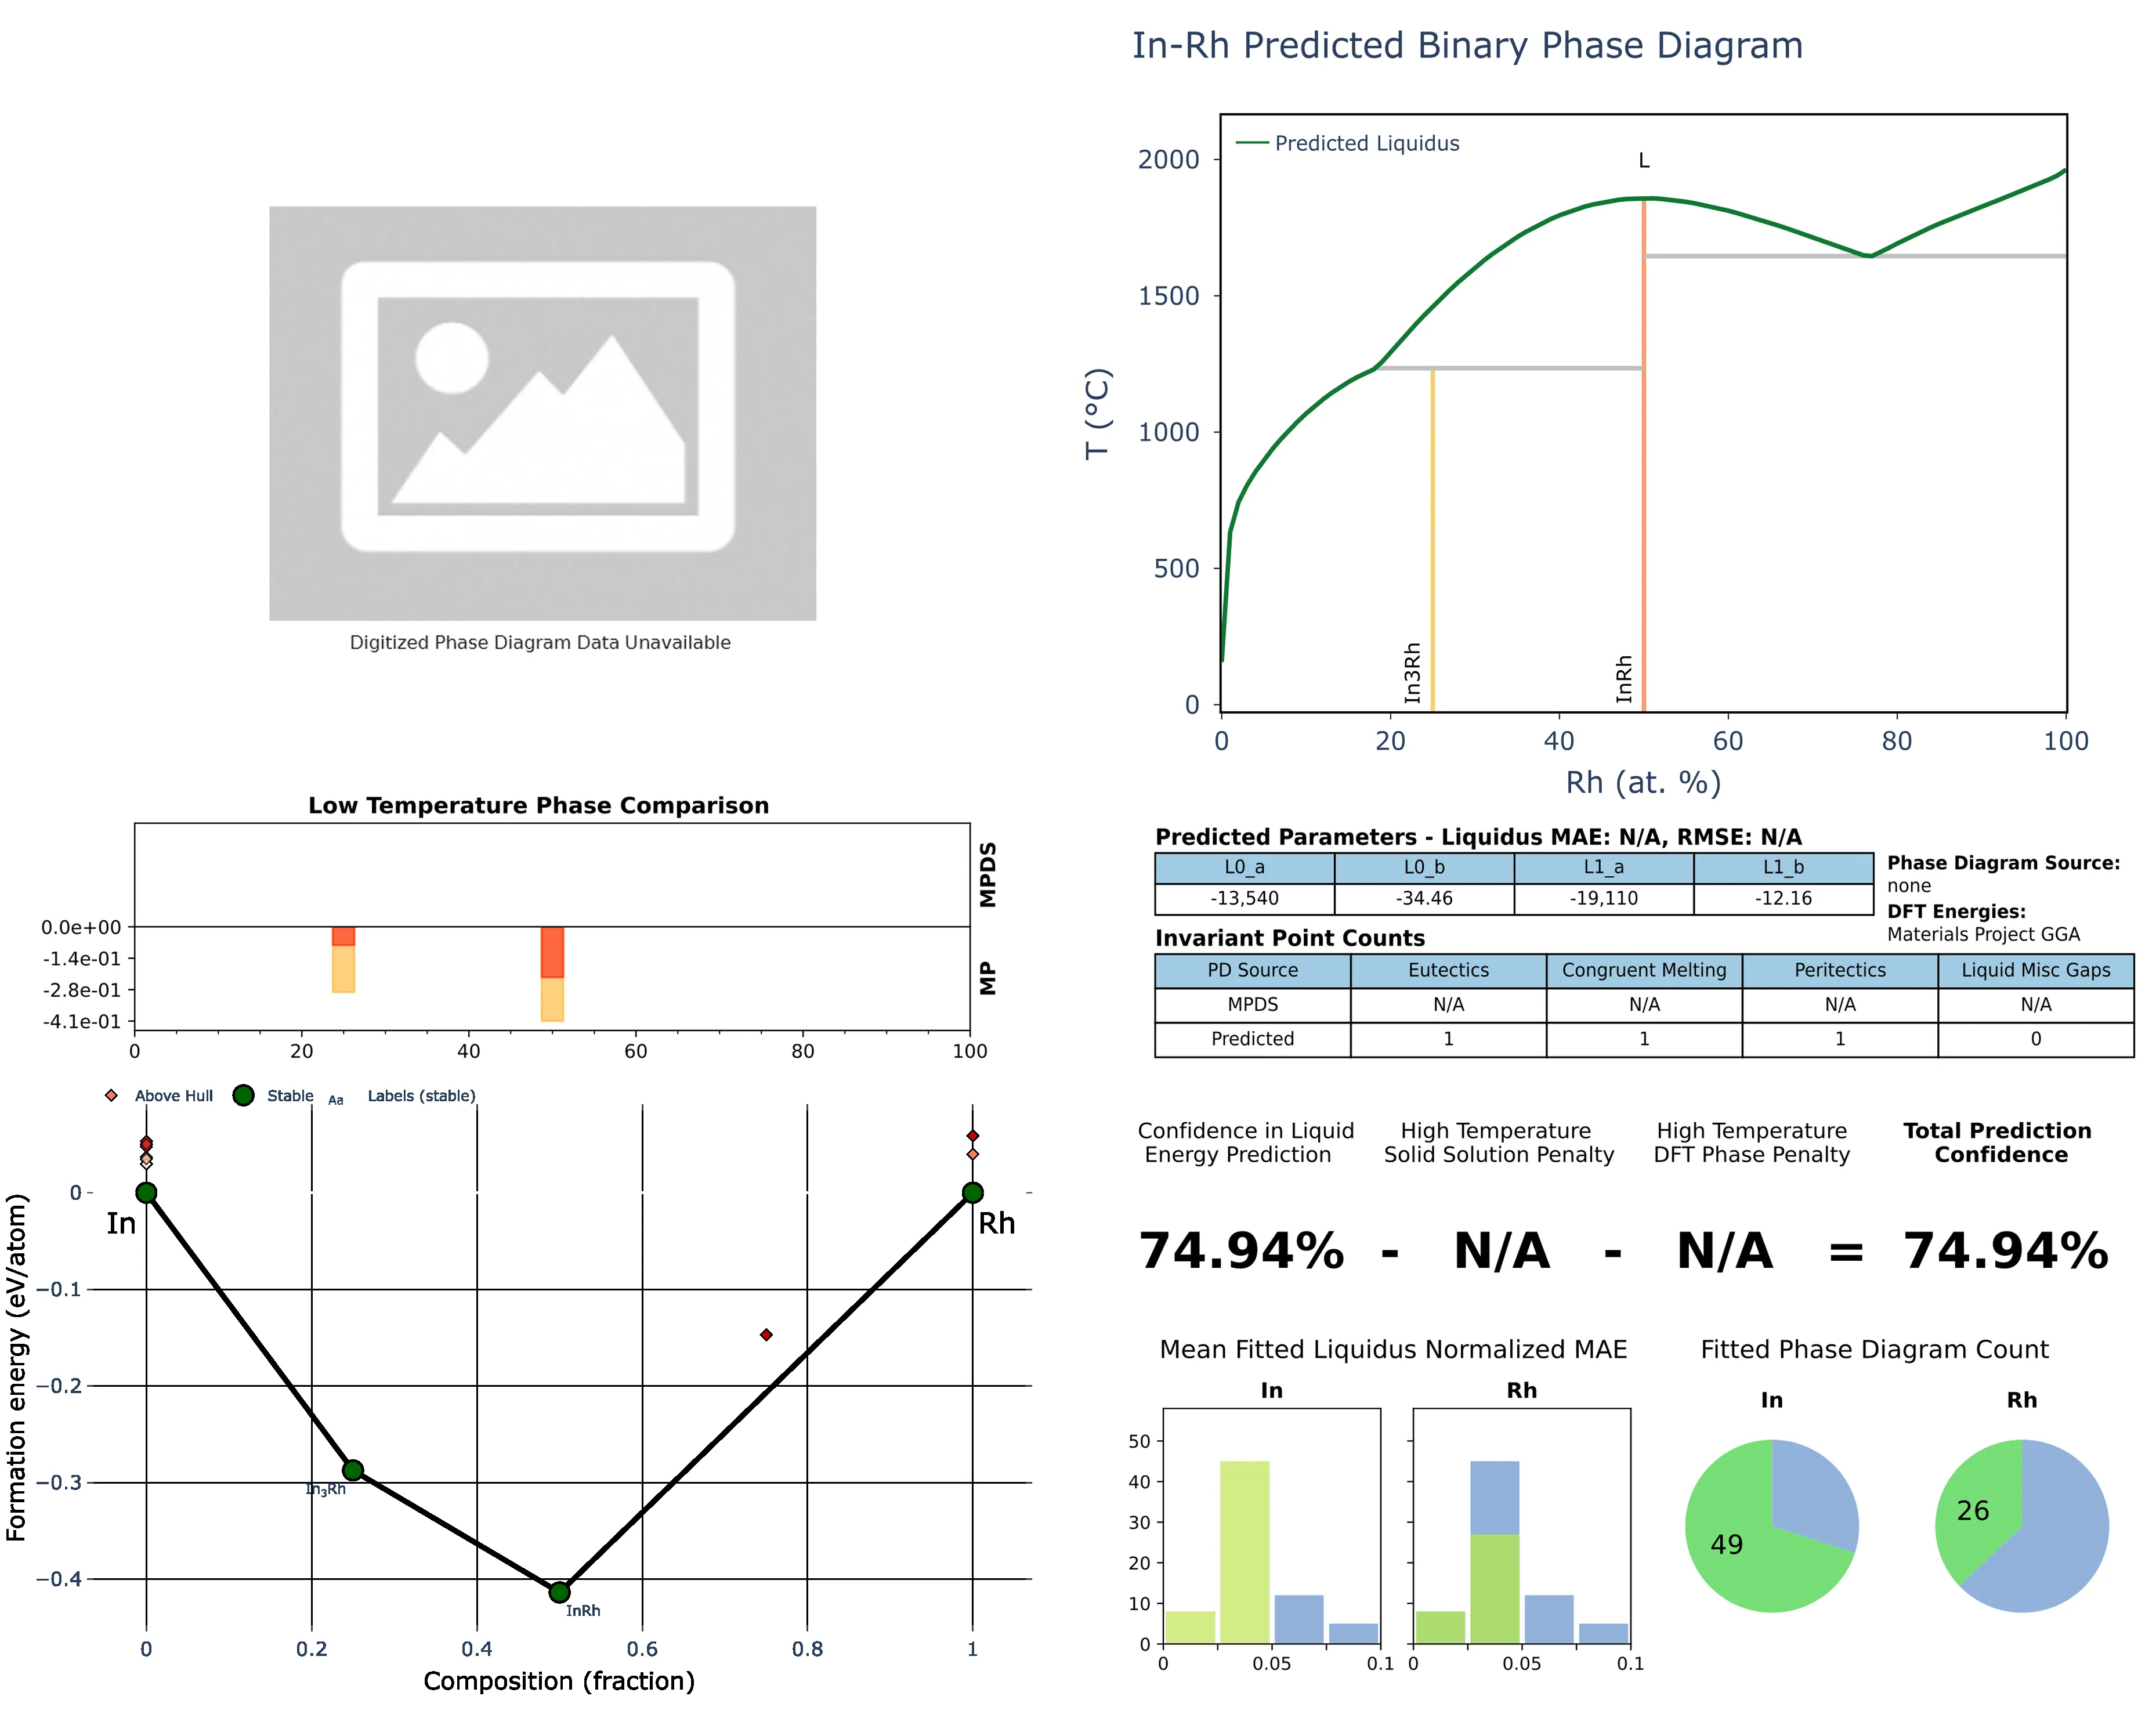 In-Rh Predicted Binary Phase Diagram
Digitized Phase Diagram Data Unavailable
Predicted Liquidus
L
T (°C)
2000
1500
1000
500
0
In3Rh
InRh
0 20 40 60 80 100
Rh (at. %)
Low Temperature Phase Comparison
MPDS
MP
0.0e+00
-1.4e-01
-2.8e-01
-4.1e-01
0 20 40 60 80 100
Predicted Parameters - Liquidus MAE: N/A, RMSE: N/A
L0_a L0_b L1_a L1_b
-13,540 -34.46 -19,110 -12.16
Phase Diagram Source:
none
DFT Energies:
Materials Project GGA
Invariant Point Counts
PD Source Eutectics Congruent Melting Peritectics Liquid Misc Gaps
MPDS N/A N/A N/A N/A
Predicted 1 1 1 0
Above Hull Stable Aa Labels (stable)
Formation energy (eV/atom)
0
−0.1
−0.2
−0.3
−0.4
In
Rh
In₃Rh
InRh
0 0.2 0.4 0.6 0.8 1
Composition (fraction)
Confidence in Liquid
Energy Prediction
High Temperature
Solid Solution Penalty
High Temperature
DFT Phase Penalty
Total Prediction
Confidence
74.94% - N/A - N/A = 74.94%
Mean Fitted Liquidus Normalized MAE
In
Rh
50
40
30
20
10
0
0 0.05 0.1
0 0.05 0.1
Fitted Phase Diagram Count
In
Rh
49
26